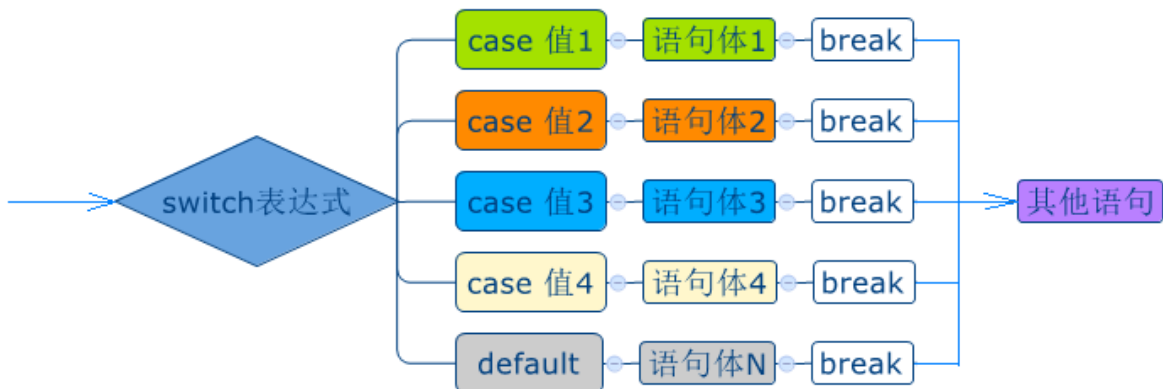 case 值1 语句体1 break
case 值2 语句体2 break
switch表达式
case 值3 语句体3 break
其他语句
case 值4 语句体4 break
default 语句体N break